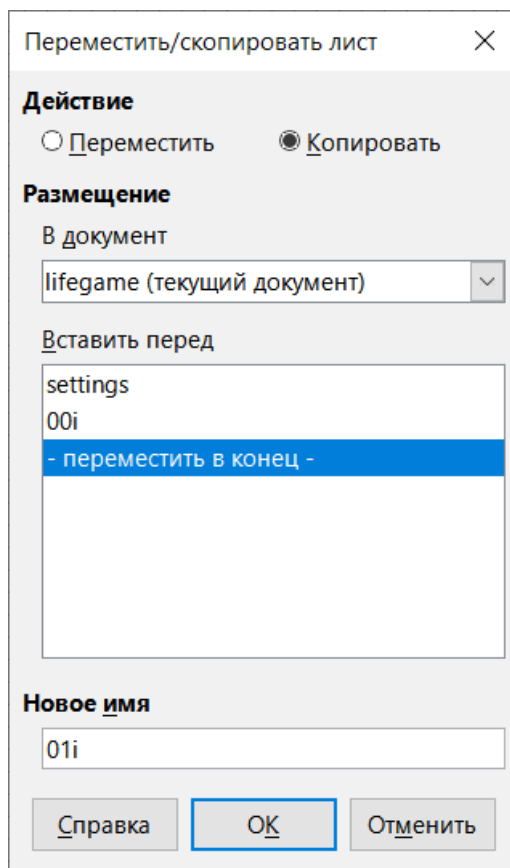 Переместить/скопировать лист
Действие
Переместить Копировать
Размещение
В документ
lifegame (текущий документ)
Вставить перед
settings
00i
- переместить в конец -
Новое имя
01i
Справка OK Отменить